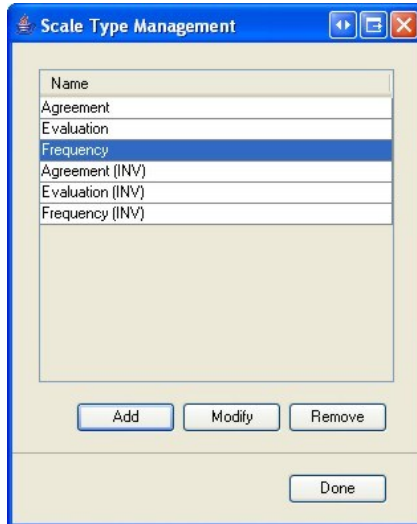 Scale Type Management
Name
Agreement
Evaluation
Frequency
Agreement (INV)
Evaluation (INV)
Frequency (INV)
Add Modify Remove
Done